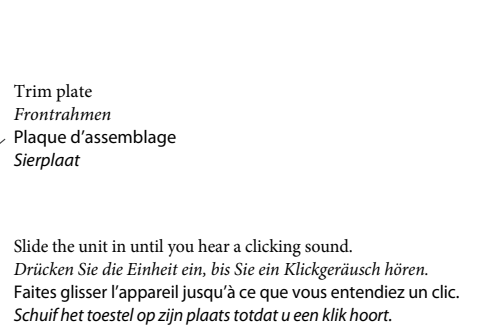 Trim plate
Frontrahmen
Plaque d’assemblage
Sierplaat
Slide the unit in until you hear a clicking sound.
Drücken Sie die Einheit ein, bis Sie ein Klickgeräusch hören.
Faites glisser l’appareil jusqu’à ce que vous entendiez un clic.
Schuif het toestel op zijn plaats totdat u een klik hoort.